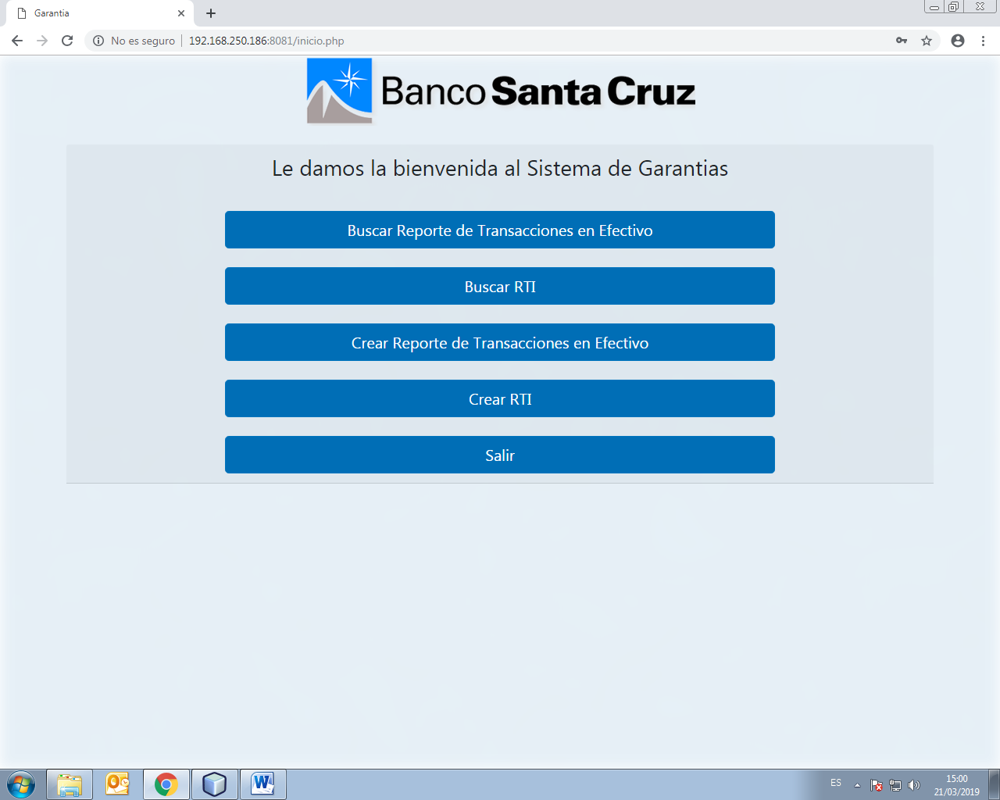 Garantia
No es seguro 192.168.250.186:8081/inicio.php
Banco Santa Cruz
Le damos la bienvenida al Sistema de Garantias
Buscar Reporte de Transacciones en Efectivo
Buscar RTI
Crear Reporte de Transacciones en Efectivo
Crear RTI
Salir
ES
15:00
21/03/2019